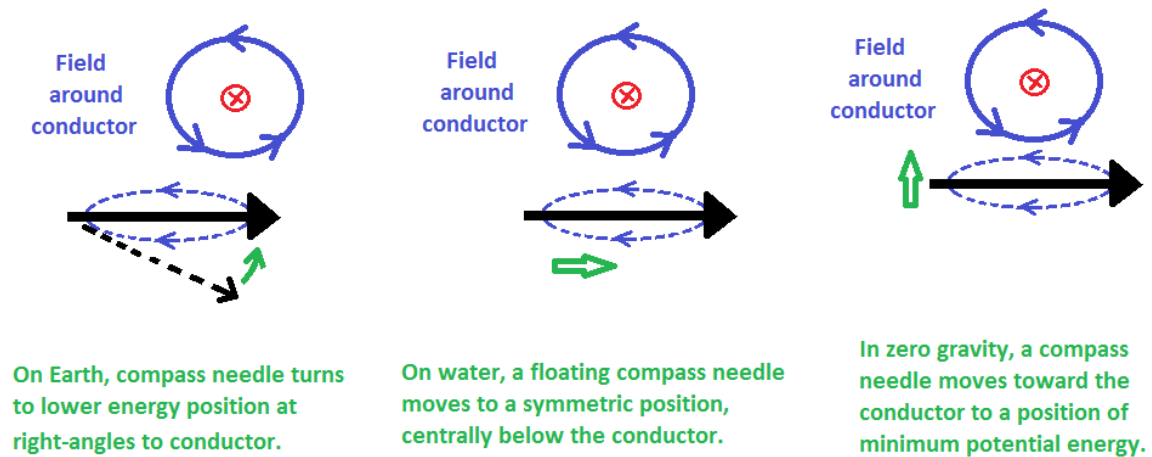 Field
around
conductor
On Earth, compass needle turns
to lower energy position at
right-angles to conductor.
Field
around
conductor
On water, a floating compass needle
moves to a symmetric position,
centrally below the conductor.
Field
around
conductor
In zero gravity, a compass
needle moves toward the
conductor to a position of
minimum potential energy.